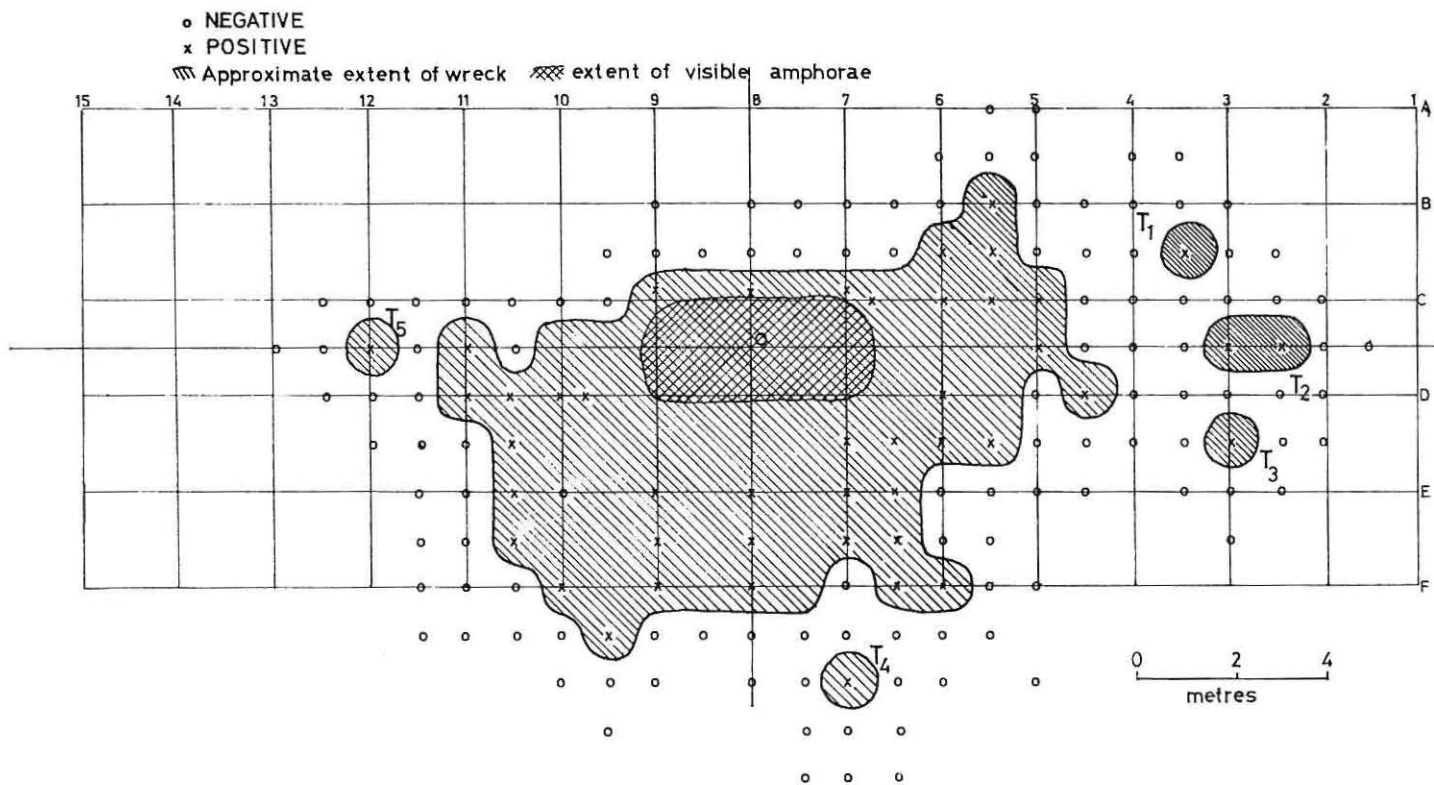 o NEGATIVE
x POSITIVE
Approximate extent of wreck extent of visible amphorae
15 14 13 12 11 10 9 8 7 6 5 4 3 2 1
A
B
T1
C
T5
T2
D
T3
E
F
T4
0 2 4
metres